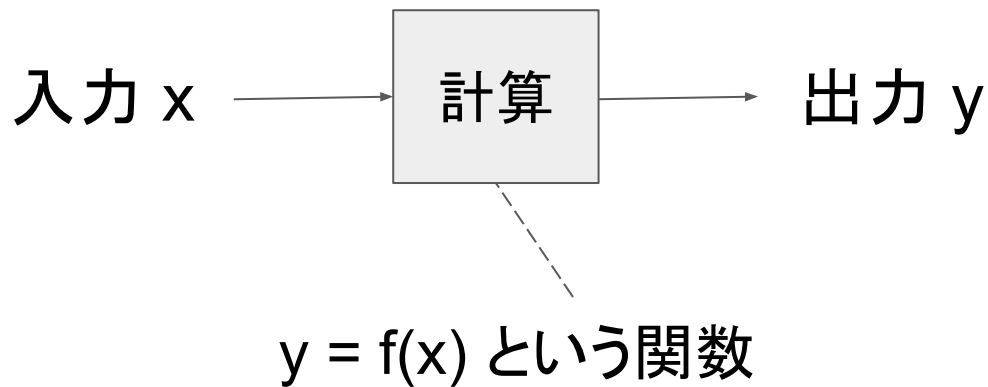 入力 x
計算
出力 y
y = f(x) という関数